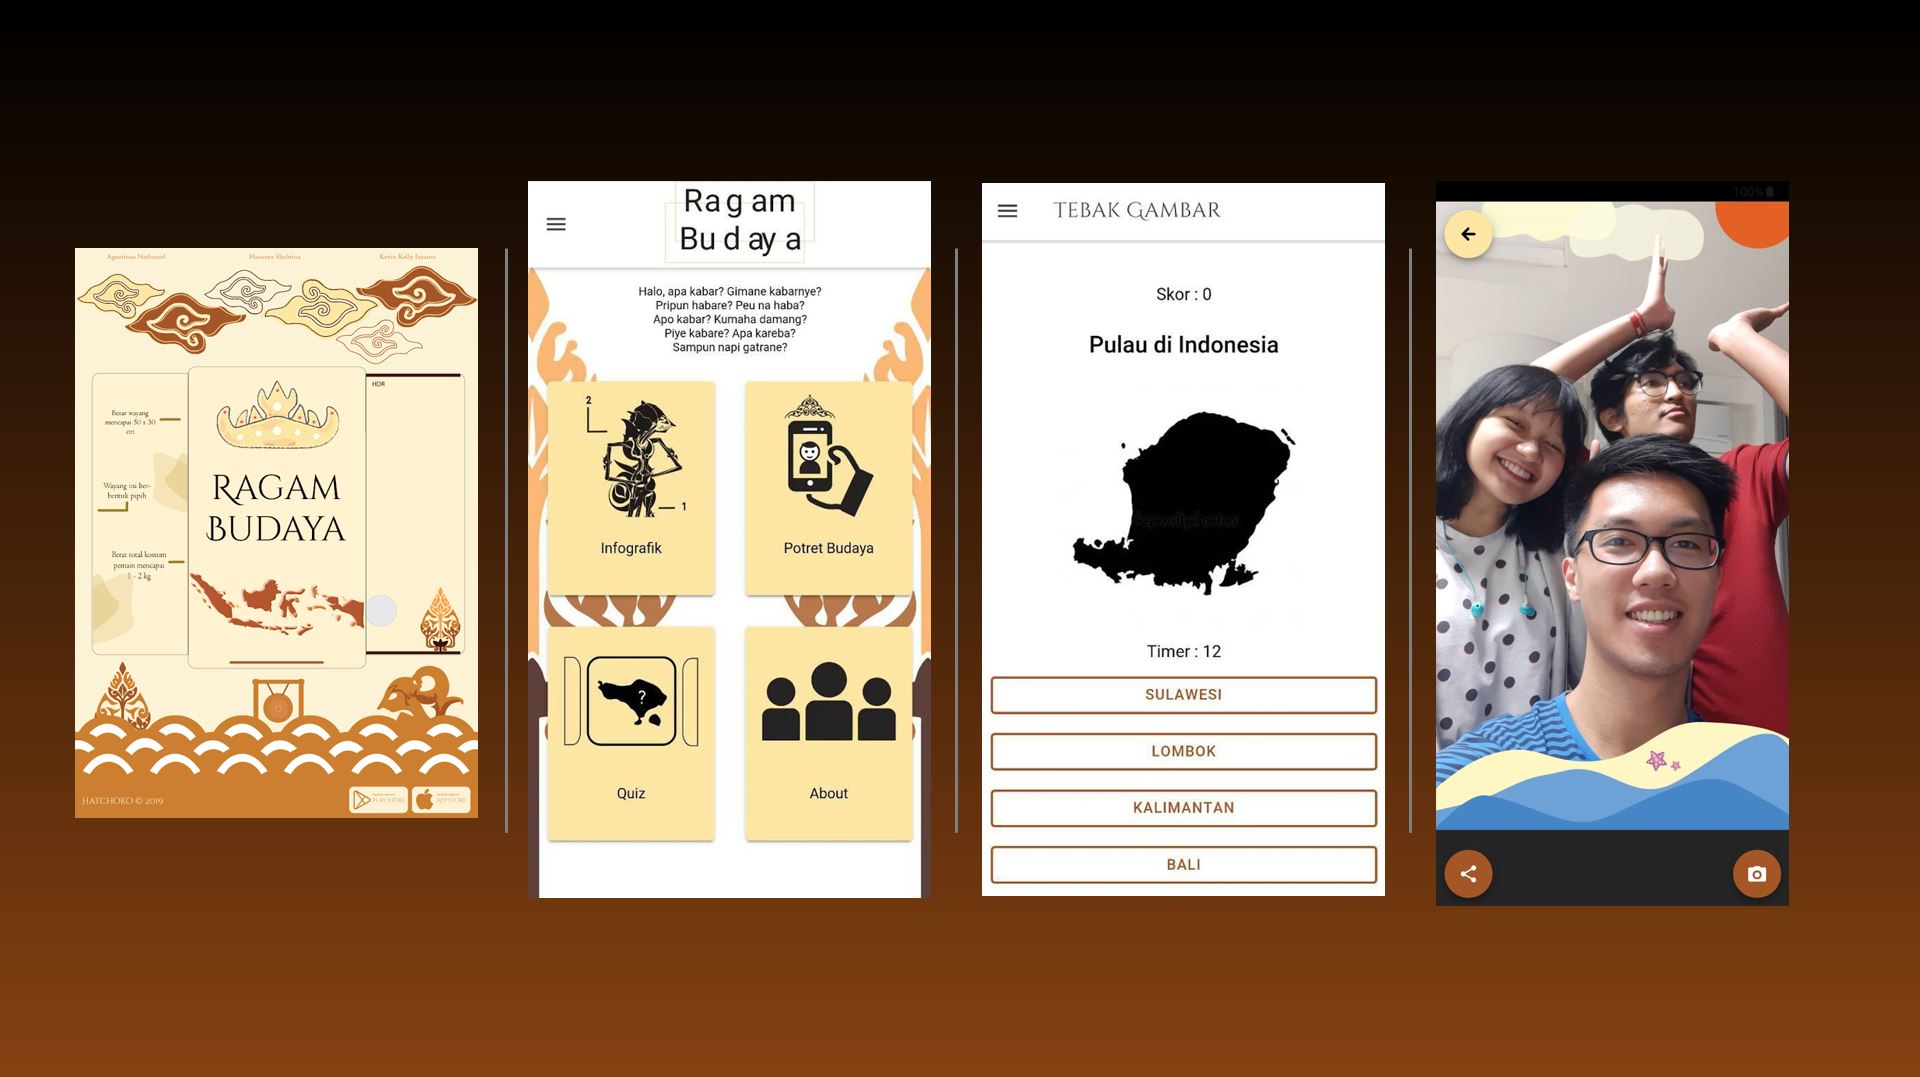 Agustinus Nathaniel
Hanasya Shabrina
Kevin Kelly Isyanta
HDR
Besar wayang
mencapai 50 x 30
cm
Wayang ini ber-
bentuk pipih
Berat total kostum
pemain mencapai
1 - 2 kg
RAGAM
BUDAYA
HATCHOKO © 2019
PLAY STORE
APP STORE
Ragam
Budaya
Halo, apa kabar? Gimane kabarnye?
Pripun habare? Peu na haba?
Apo kabar? Kumaha damang?
Piye kabare? Apa kareba?
Sampun napi gatrane?
2
1
Infografik
Potret Budaya
?
Quiz
About
TEBAK GAMBAR
Skor : 0
Pulau di Indonesia
depositphotos
Timer : 12
SULAWESI
LOMBOK
KALIMANTAN
BALI
100%